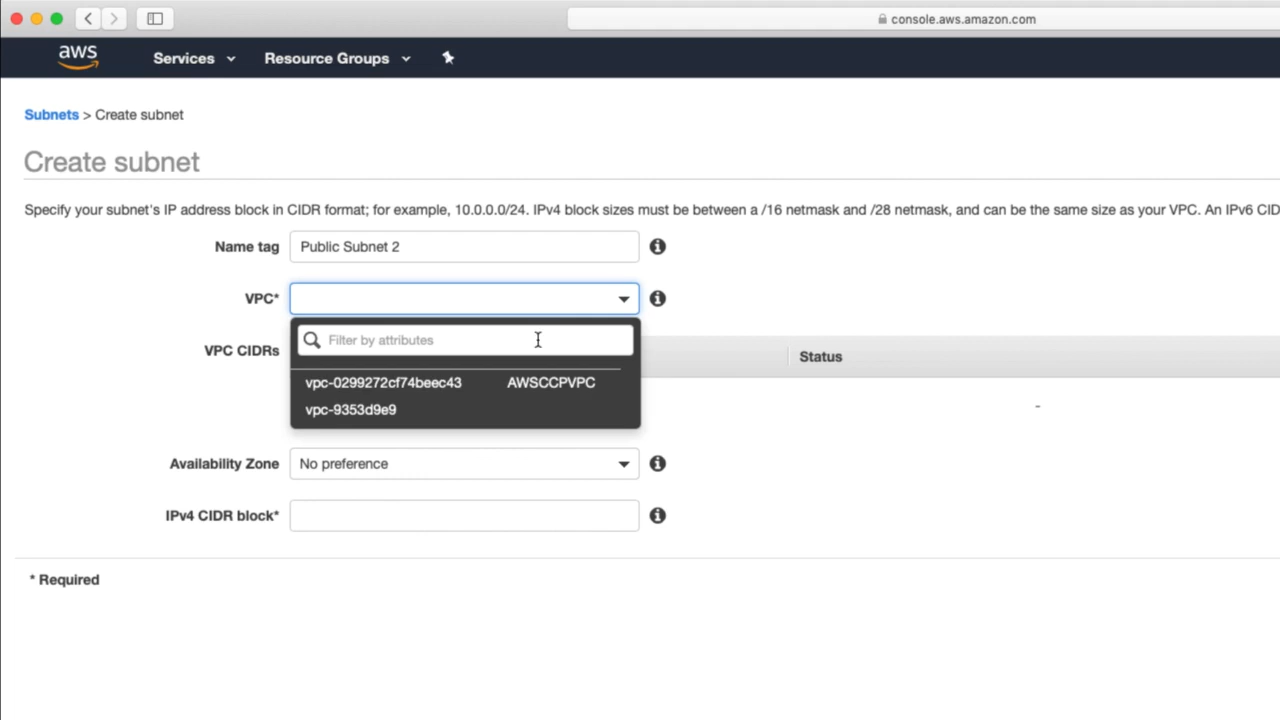 console.aws.amazon.com
aws Services Resource Groups
Subnets > Create subnet
Create subnet
Specify your subnet's IP address block in CIDR format; for example, 10.0.0.0/24. IPv4 block sizes must be between a /16 netmask and /28 netmask, and can be the same size as your VPC. An IPv6 CID
Name tag Public Subnet 2
VPC*
Filter by attributes
VPC CIDRs Status
vpc-0299272cf74beec43 AWSCCPVPC
vpc-9353d9e9
-
Availability Zone No preference
IPv4 CIDR block*
* Required